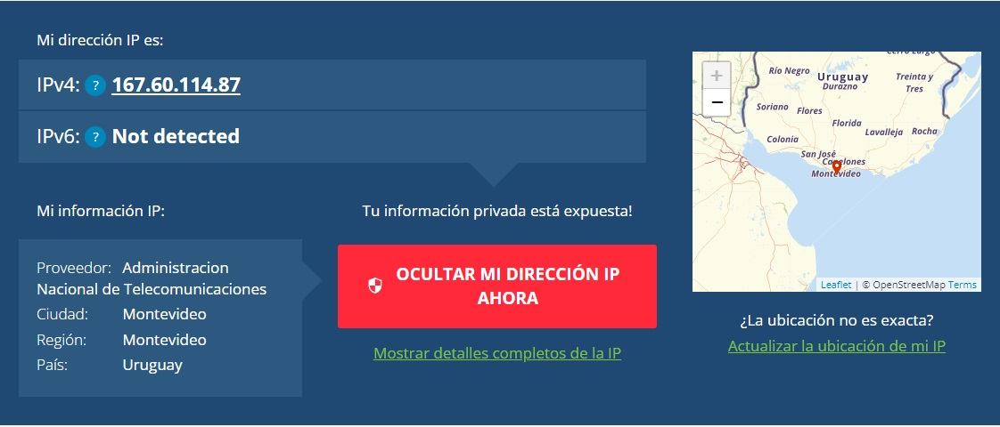 Mi dirección IP es:
IPv4: ? 167.60.114.87
IPv6: ? Not detected
Mi información IP:
Proveedor: Administracion
Nacional de Telecomunicaciones
Ciudad: Montevideo
Región: Montevideo
País: Uruguay
Tu información privada está expuesta!
OCULTAR MI DIRECCIÓN IP
AHORA
Mostrar detalles completos de la IP
+
−
Cerro Largo
Río Negro
Uruguay
Durazno
Treinta y
Tres
Soriano
Flores
Florida
Lavalleja
Rocha
Colonia
San José
Canelones
Montevideo
Leaflet | © OpenStreetMap Terms
¿La ubicación no es exacta?
Actualizar la ubicación de mi IP